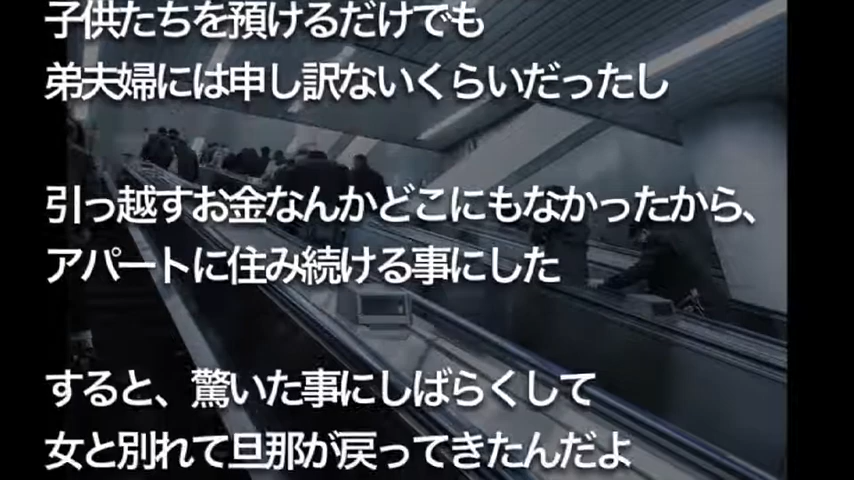 子供たちを預けるだけでも
弟夫婦には申し訳ないくらいだったし
引っ越すお金なんかどこにもなかったから、
アパートに住み続ける事にした
すると、驚いた事にしばらくして
女と別れて旦那が戻ってきたんだよ